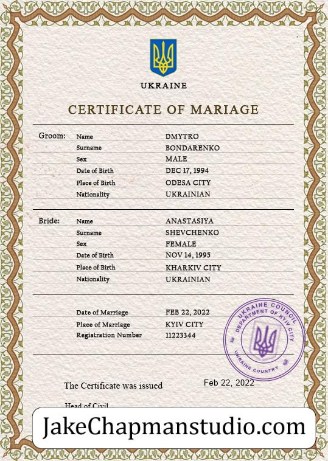 UKRAINE
CERTIFICATE OF MARIAGE
Groom: Name DMYTRO
Surname BONDARENKO
Sex MALE
Date of Birth DEC 17, 1994
Place of Birth ODESA CITY
Nationality UKRAINIAN
Bride: Name ANASTASIYA
Surname SHEVCHENKO
Sex FEMALE
Date of Birth NOV 14, 1993
Place of Birth KHARKIV CITY
Nationality UKRAINIAN
Date of Marriage FEB 22, 2022
Place of Marriage KYIV CITY
Registration Number 11223344
UKRAINE COUNCIL
DEPARTMENT OF KYIV CITY
UKRAINE COUNTRY
The Certificate was issued Feb 22, 2022
Head of Civil
JakeChapmanstudio.com